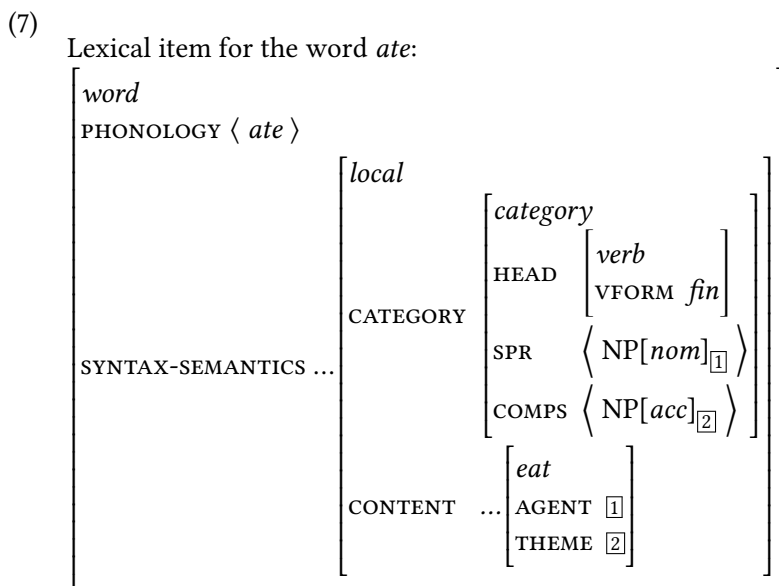 (7)
Lexical item for the word ate:
word
PHONOLOGY ⟨ ate ⟩
local
category
HEAD verb
VFORM fin
CATEGORY
SPR ⟨ NP[nom] 1 ⟩
SYNTAX-SEMANTICS ...
COMPS ⟨ NP[acc] 2 ⟩
eat
CONTENT ... AGENT 1
THEME 2